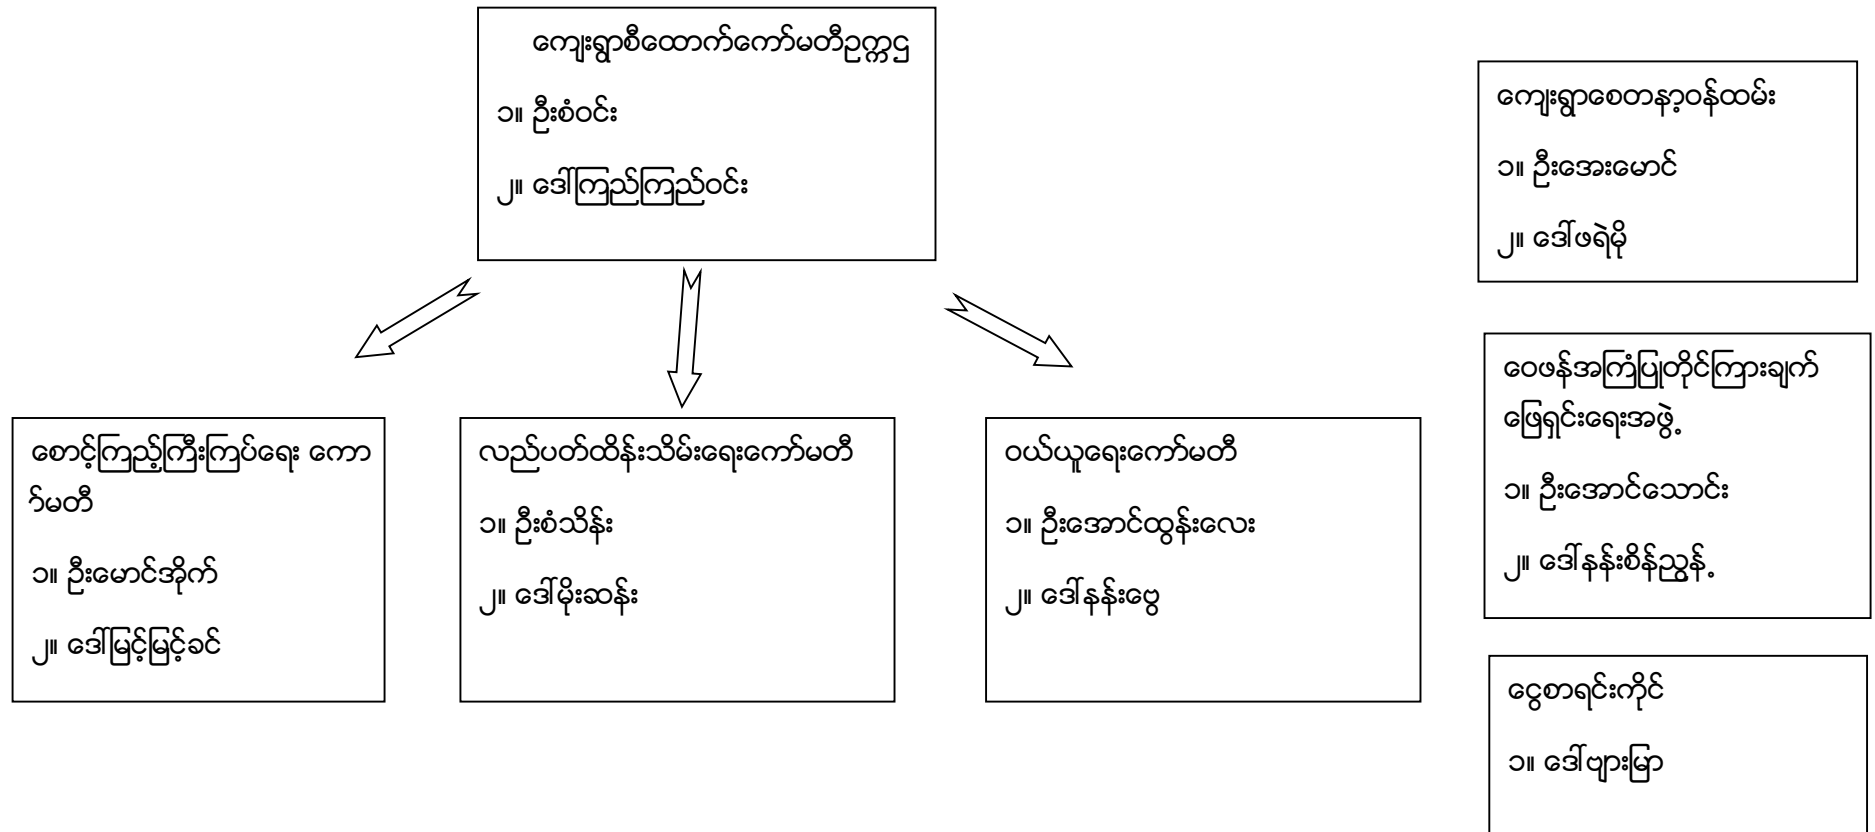 ကျေးရွာစီထောက်ကော်မတီဥက္ကဌ
၁။ ဦးစံဝင်း
၂။ ဒေါ်ကြည်ကြည်ဝင်း
ကျေးရွာစေတနာ့ဝန်ထမ်း
၁။ ဦးအေးမောင်
၂။ ဒေါ်ဖရဲမို
စောင့်ကြည့်ကြီးကြပ်ရေး ကော
်မတီ
၁။ ဦးမောင်အိုက်
၂။ ဒေါ်မြင့်မြင့်ခင်
လည်ပတ်ထိန်းသိမ်းရေးကော်မတီ
၁။ ဦးစံသိန်း
၂။ ဒေါ်မိုးဆန်း
ဝယ်ယူရေးကော်မတီ
၁။ ဦးအောင်ထွန်းလေး
၂။ ဒေါ်နန်းဗွေ
ဝေဖန်အကြံပြုတိုင်ကြားချက်
ဖြေရှင်းရေးအဖွဲ့
၁။ ဦးအောင်သောင်း
၂။ ဒေါ်နန်းစိန်ညွန့်
ငွေစာရင်းကိုင်
၁။ ဒေါ်ဗျားမြာ